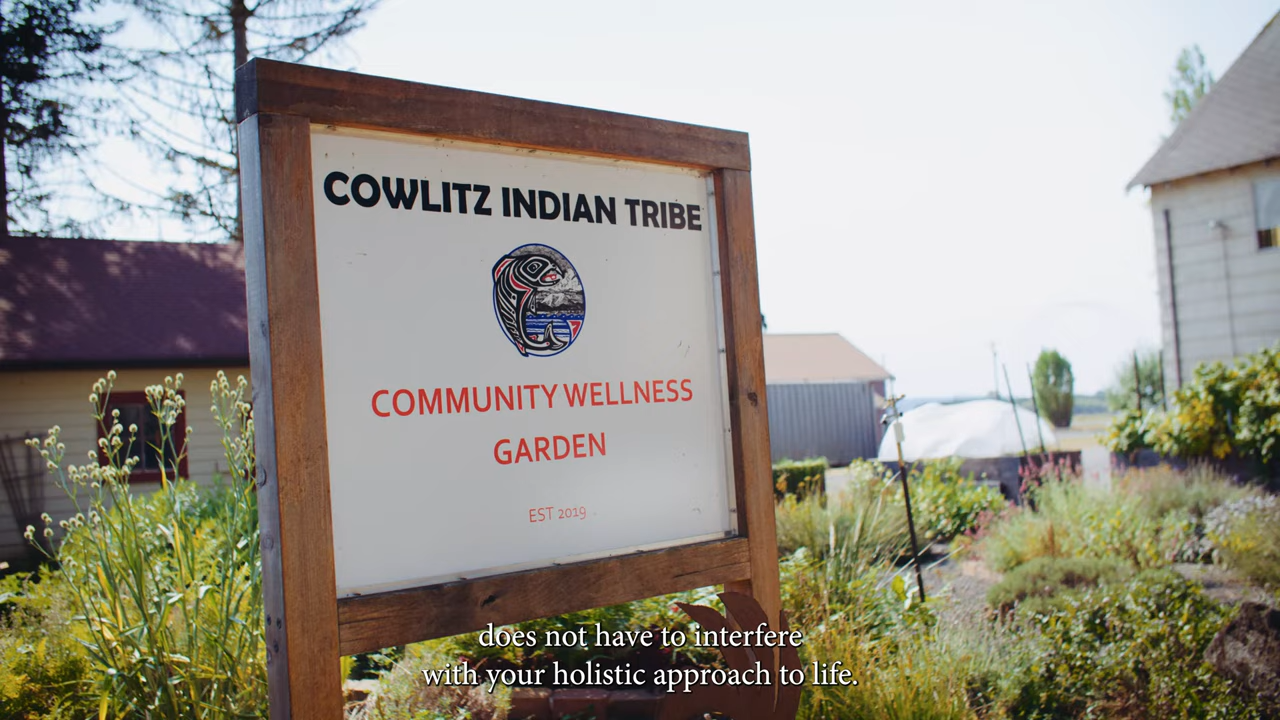 COWLITZ INDIAN TRIBE
COMMUNITY WELLNESS
GARDEN
EST 2019
does not have to interfere
with your holistic approach to life.